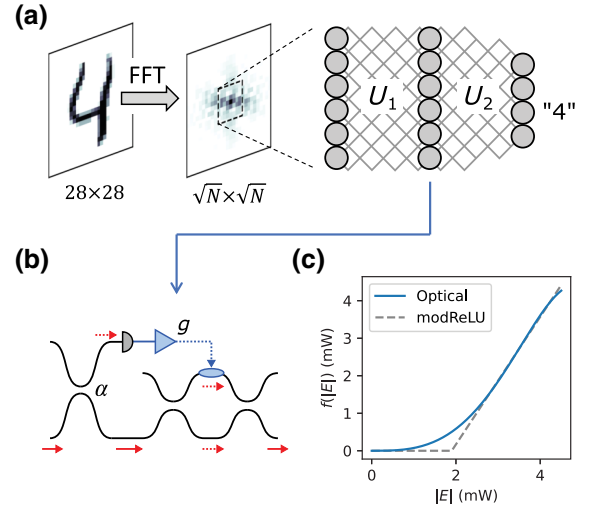 (a)
FFT
28×28
√N×√N
U₁
U₂
"4"
(b)
α
g
(c)
Optical
modReLU
f(|E|) (mW)
4
3
2
1
0
0 2 4
|E| (mW)